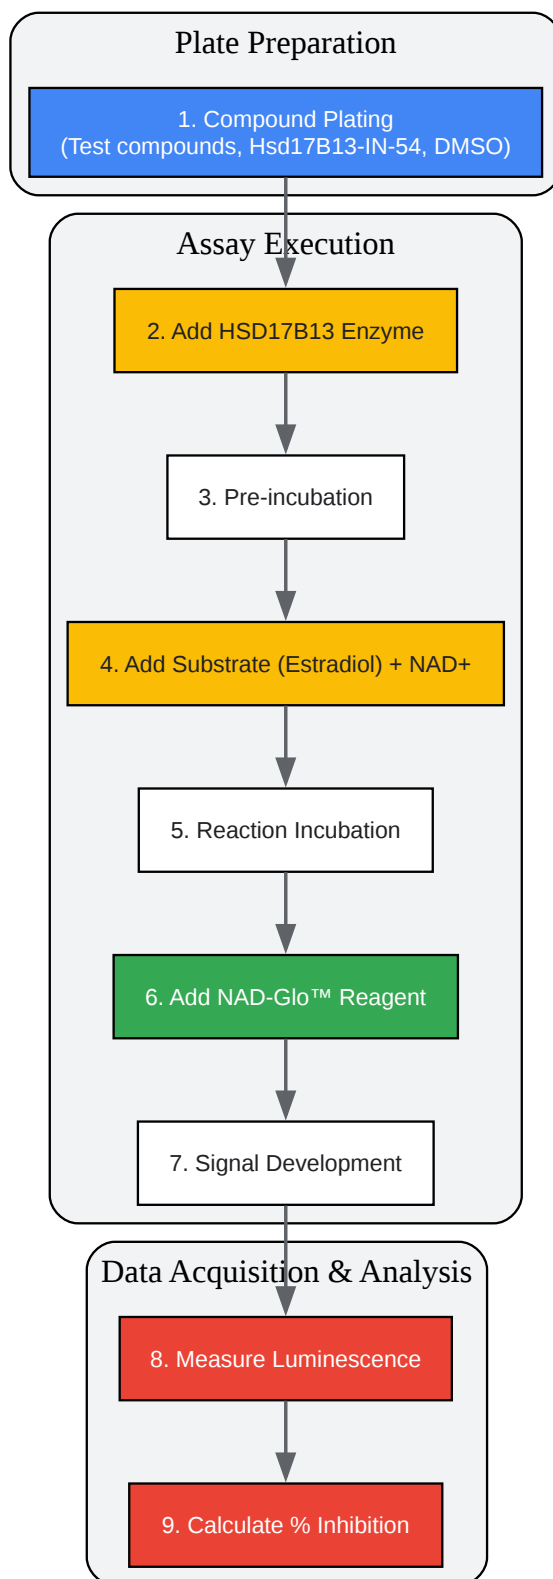 Plate Preparation
1. Compound Plating
(Test compounds, Hsd17B13-IN-54, DMSO)
Assay Execution
2. Add HSD17B13 Enzyme
3. Pre-incubation
4. Add Substrate (Estradiol) + NAD+
5. Reaction Incubation
6. Add NAD-Glo™ Reagent
7. Signal Development
Data Acquisition & Analysis
8. Measure Luminescence
9. Calculate % Inhibition